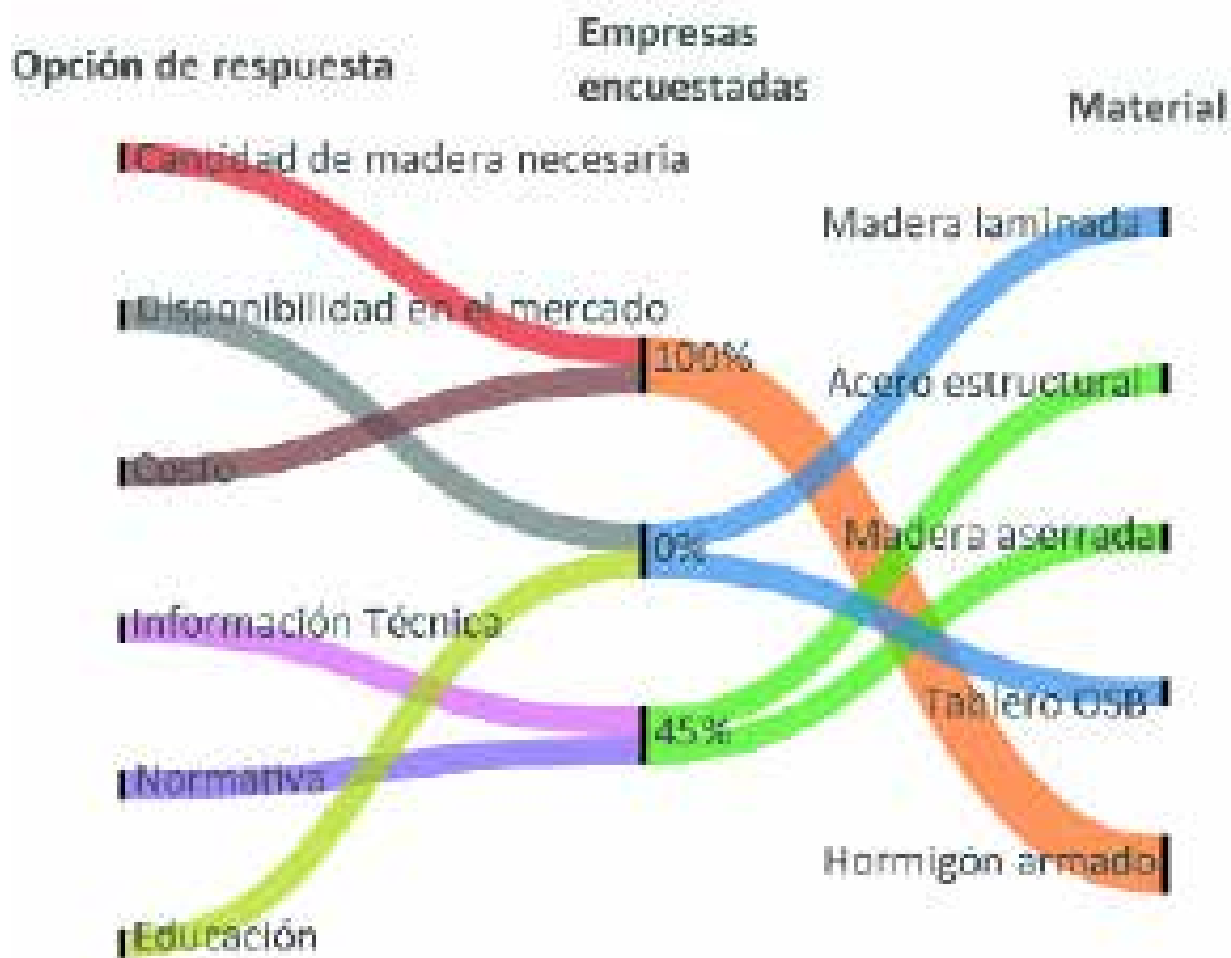 Opción de respuesta
Empresas
encuestadas
Material
Cantidad de madera necesaria
Disponibilidad en el mercado
Costo
Información Técnica
Normativa
Educación
100%
0%
45%
Madera laminada
Acero estructural
Madera aserrada
Tablero OSB
Hormigón armado